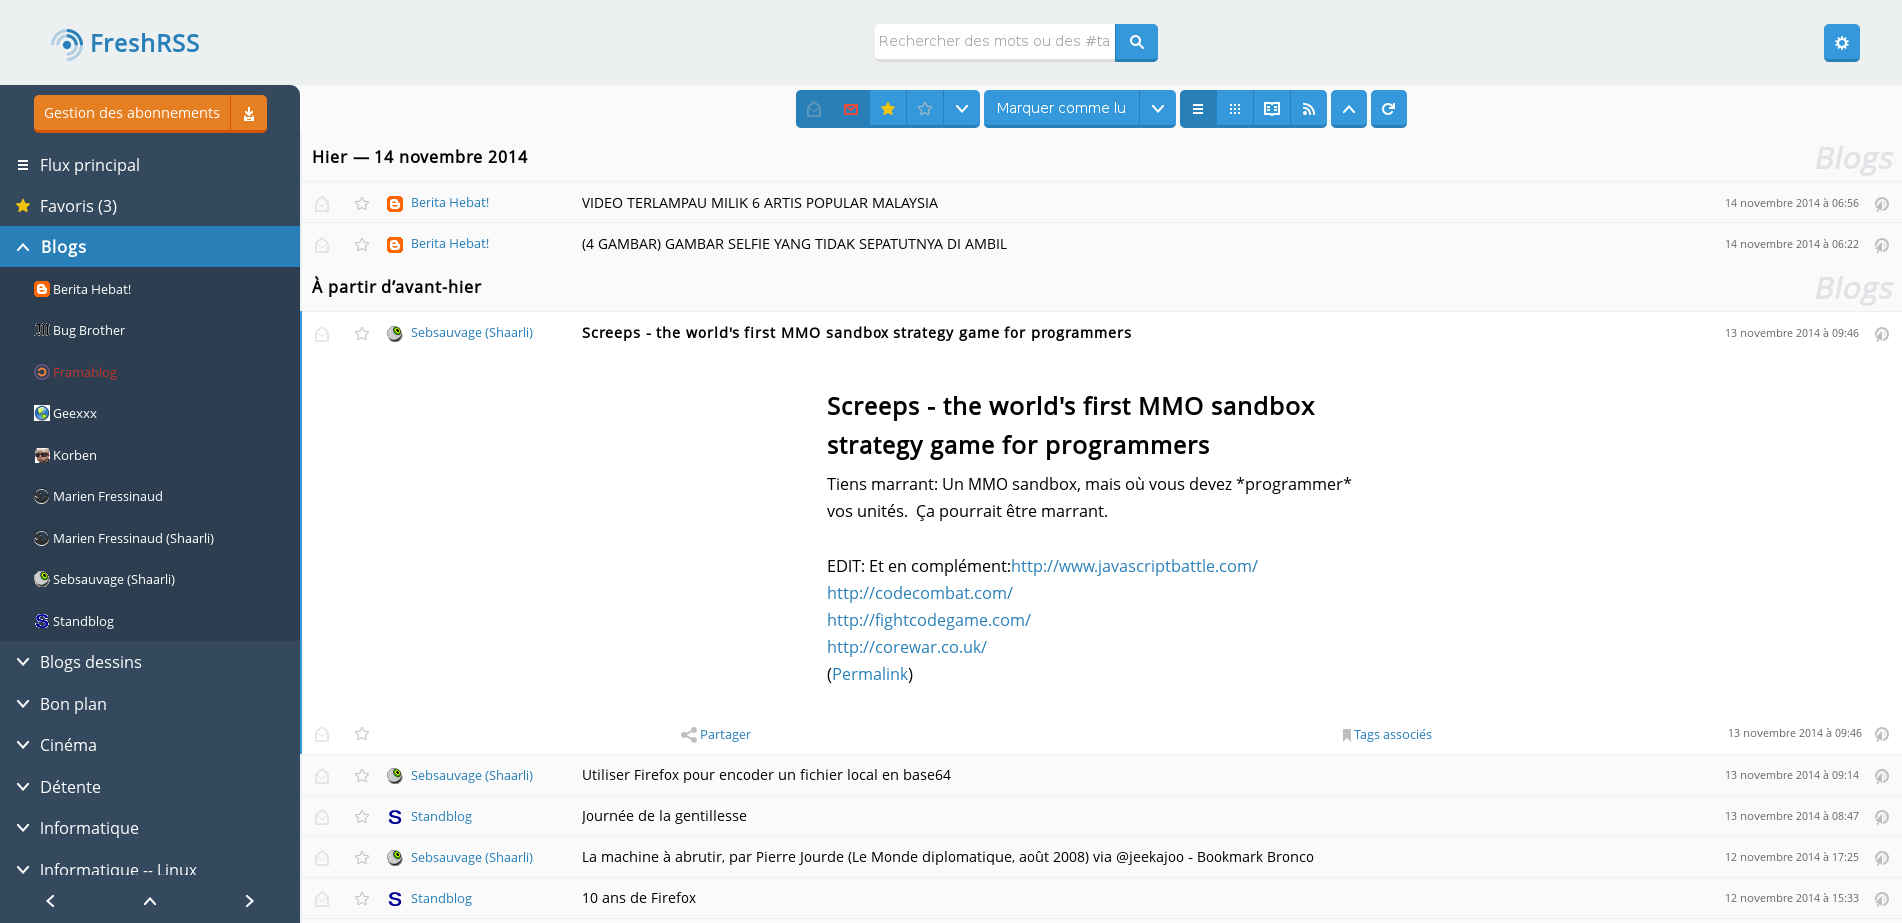 FreshRSS
Rechercher des mots ou des #ta
Gestion des abonnements
Flux principal
Favoris (3)
Blogs
Berita Hebat!
Bug Brother
Framablog
Geexxx
Korben
Marien Fressinaud
Marien Fressinaud (Shaarli)
Sebsauvage (Shaarli)
Standblog
Blogs dessins
Bon plan
Cinéma
Détente
Informatique
Informatique -- Linux
Marquer comme lu
Hier — 14 novembre 2014 Blogs
Berita Hebat! VIDEO TERLAMPAU MILIK 6 ARTIS POPULAR MALAYSIA 14 novembre 2014 à 06:56
Berita Hebat! (4 GAMBAR) GAMBAR SELFIE YANG TIDAK SEPATUTNYA DI AMBIL 14 novembre 2014 à 06:22
À partir d’avant-hier Blogs
Sebsauvage (Shaarli) Screeps - the world's first MMO sandbox strategy game for programmers 13 novembre 2014 à 09:46
Screeps - the world's first MMO sandbox
strategy game for programmers
Tiens marrant: Un MMO sandbox, mais où vous devez *programmer*
vos unités.  Ça pourrait être marrant.
EDIT: Et en complément:http://www.javascriptbattle.com/
http://codecombat.com/
http://fightcodegame.com/
http://corewar.co.uk/
(Permalink)
Partager Tags associés 13 novembre 2014 à 09:46
Sebsauvage (Shaarli) Utiliser Firefox pour encoder un fichier local en base64 13 novembre 2014 à 09:14
Standblog Journée de la gentillesse 13 novembre 2014 à 08:47
Sebsauvage (Shaarli) La machine à abrutir, par Pierre Jourde (Le Monde diplomatique, août 2008) via @jeekajoo - Bookmark Bronco 12 novembre 2014 à 17:25
Standblog 10 ans de Firefox 12 novembre 2014 à 15:33